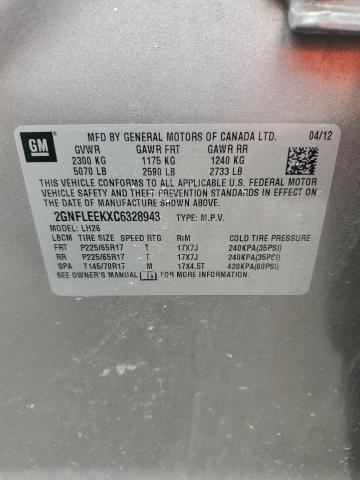 GM
MFD BY GENERAL MOTORS OF CANADA LTD. 04/12
GVWR GAWR FRT GAWR RR
2300 KG 1175 KG 1240 KG
5070 LB 2590 LB 2733 LB
THIS VEHICLE CONFORMS TO ALL APPLICABLE U.S. FEDERAL MOTOR
VEHICLE SAFETY AND THEFT PREVENTION STANDARDS IN EFFECT ON
THE DATE OF MANUFACTURE SHOWN ABOVE.
2GNFLEEKXC6328943 TYPE: M.P.V.
MODEL: LH26
LBCM TIRE SIZE SPEED RTG RIM COLD TIRE PRESSURE
FRT P225/65R17 T 17X7J 240KPA(35PSI)
RR P225/65R17 T 17X7J 240KPA(35PSI)
SPA T145/70R17 M 17X4.5T 420KPA(60PSI)
SEE OWNER'S MANUAL FOR MORE INFORMATION.